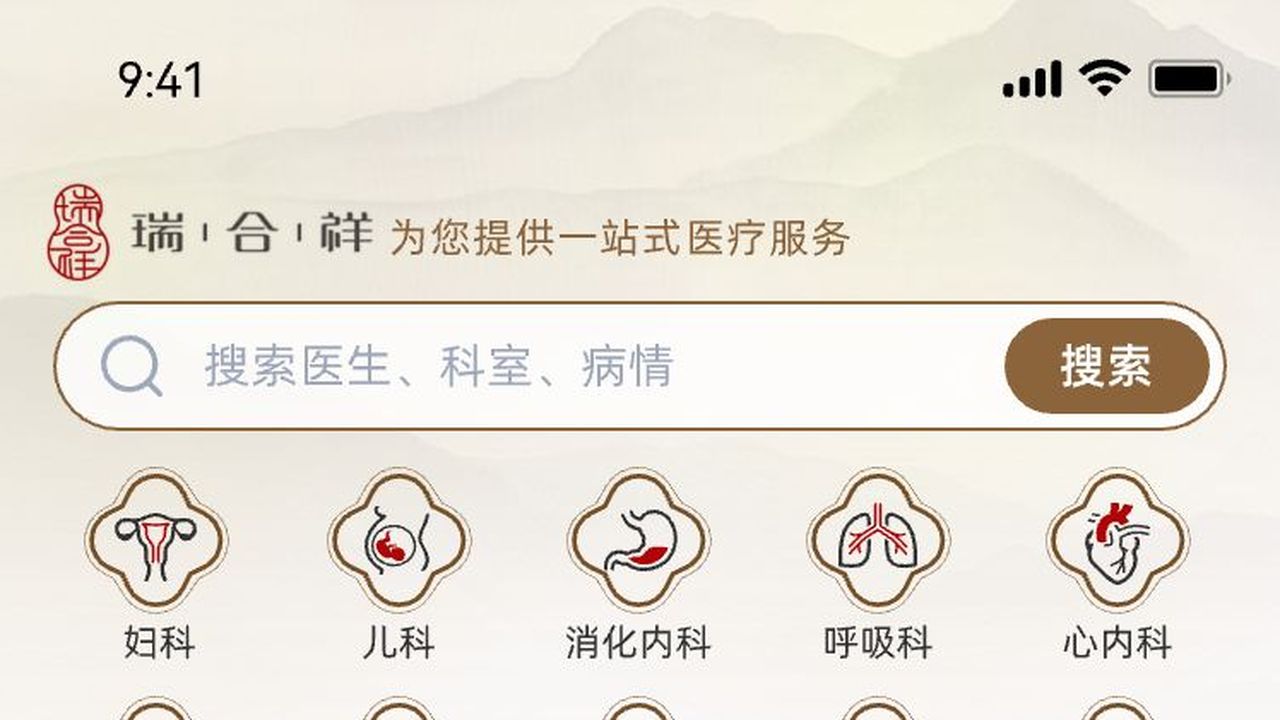 9:41
瑞合祥
瑞合祥 为您提供一站式医疗服务
搜索医生、科室、病情 搜索
妇科 儿科 消化内科 呼吸科 心内科